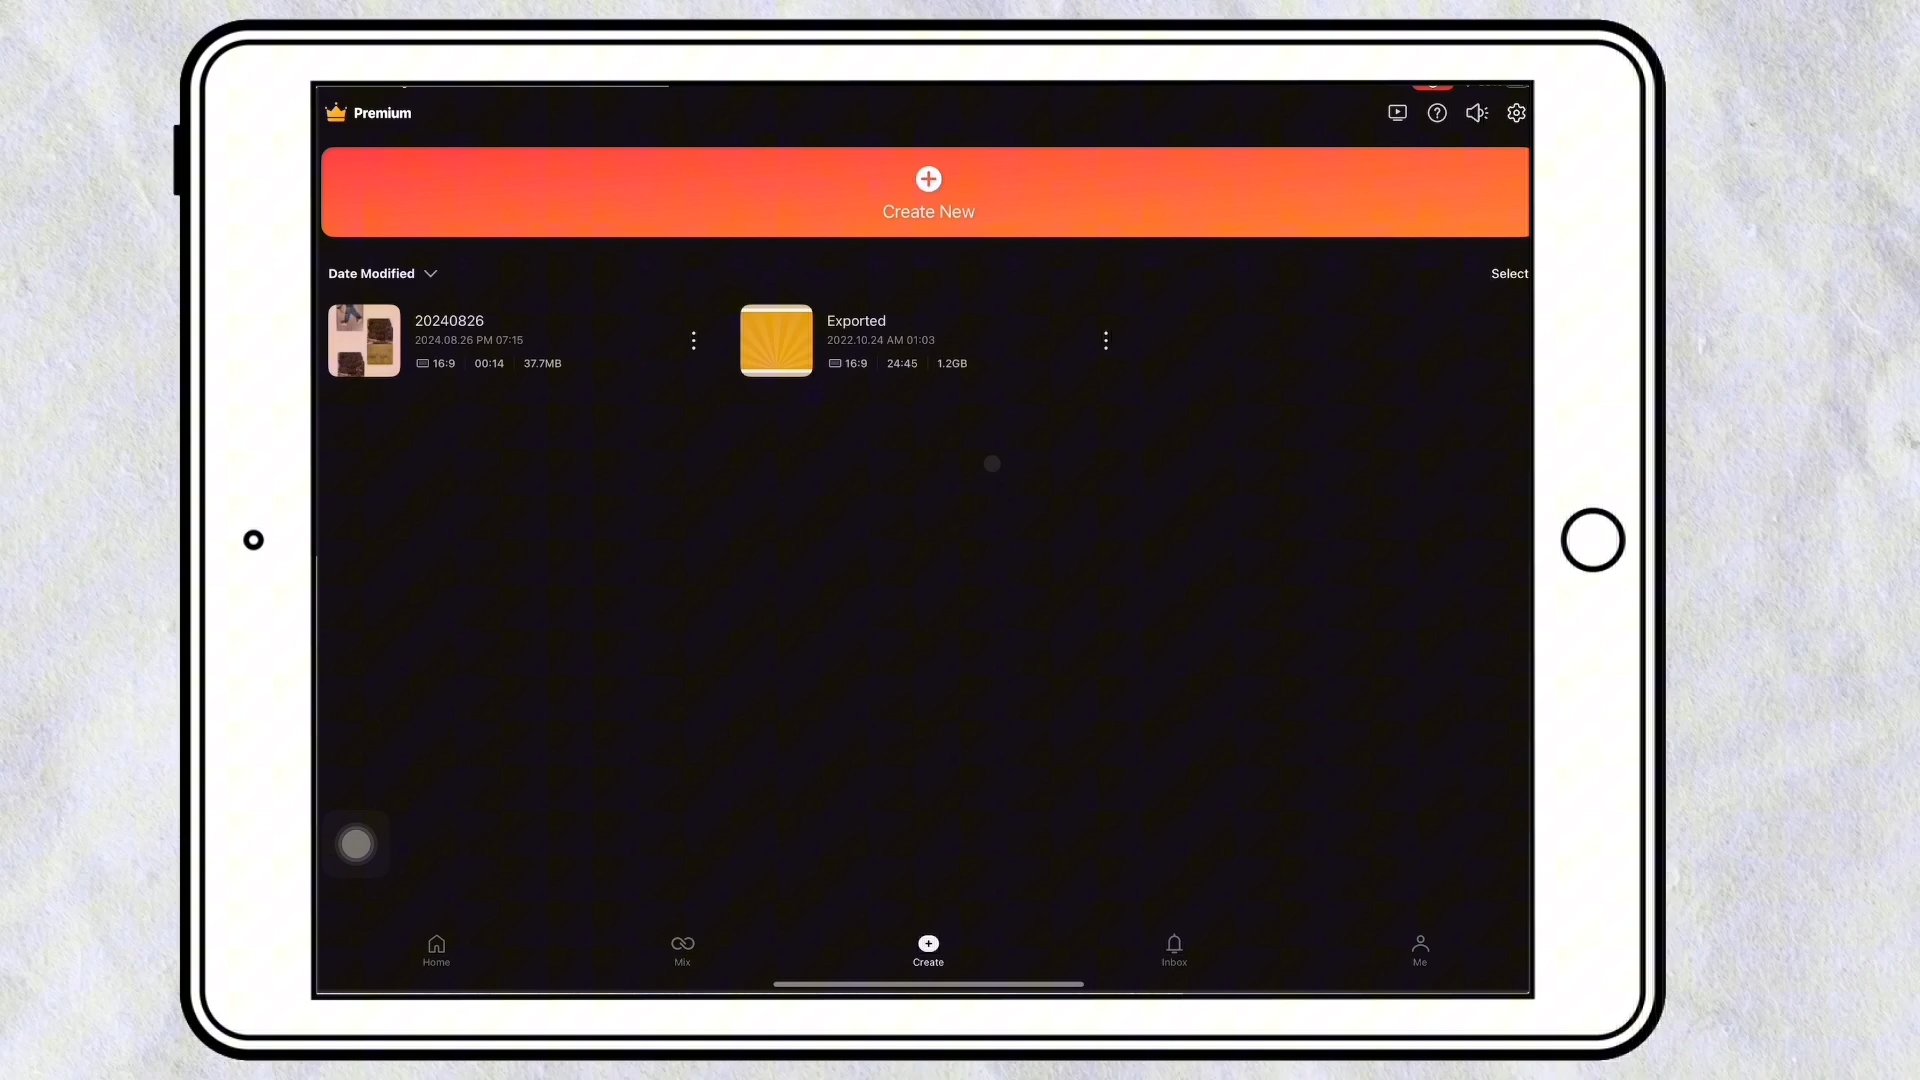 Premium
Create New
Date Modified
Select
20240826
2024.08.26 PM 07:15
16:9 00:14 37.7MB
Exported
2022.10.24 AM 01:03
16:9 24:45 1.2GB
Home
Mix
Create
Inbox
Me